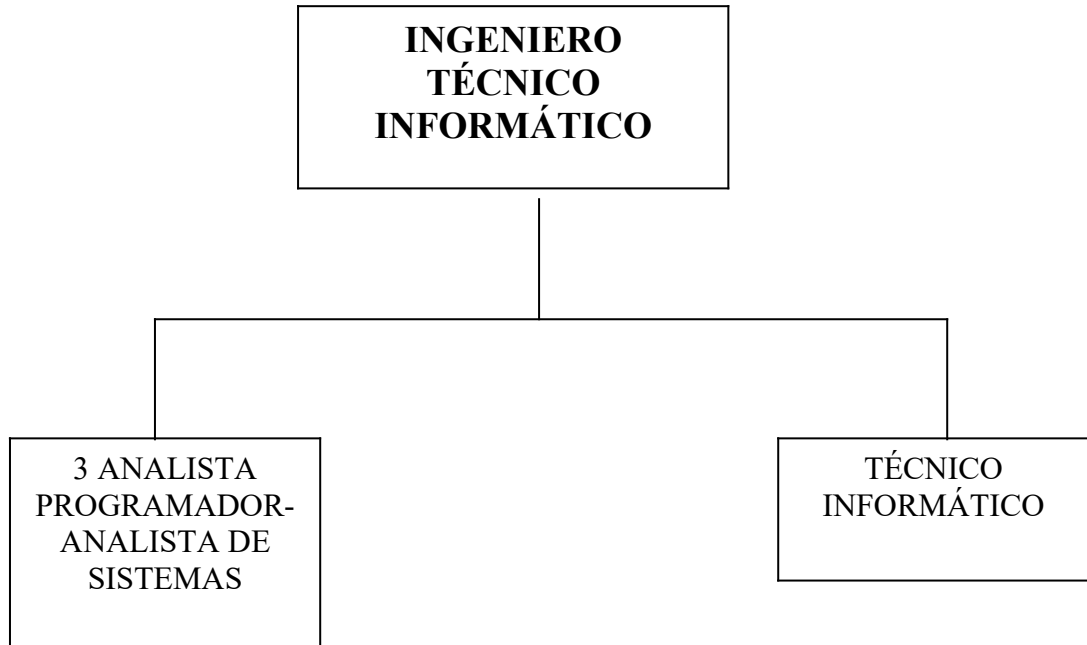 INGENIERO
TÉCNICO
INFORMÁTICO
3 ANALISTA
PROGRAMADOR-
ANALISTA DE
SISTEMAS
TÉCNICO
INFORMÁTICO